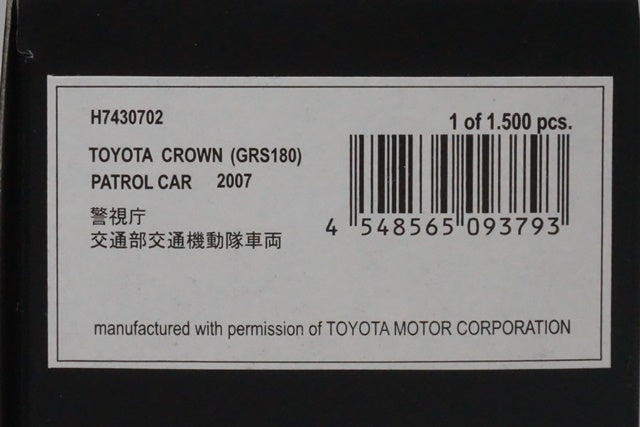 H7430702
1 of 1.500 pcs.
TOYOTA CROWN (GRS180)
PATROL CAR 2007
警視庁
交通部交通機動隊車両
4 548565 093793
manufactured with permission of TOYOTA MOTOR CORPORATION